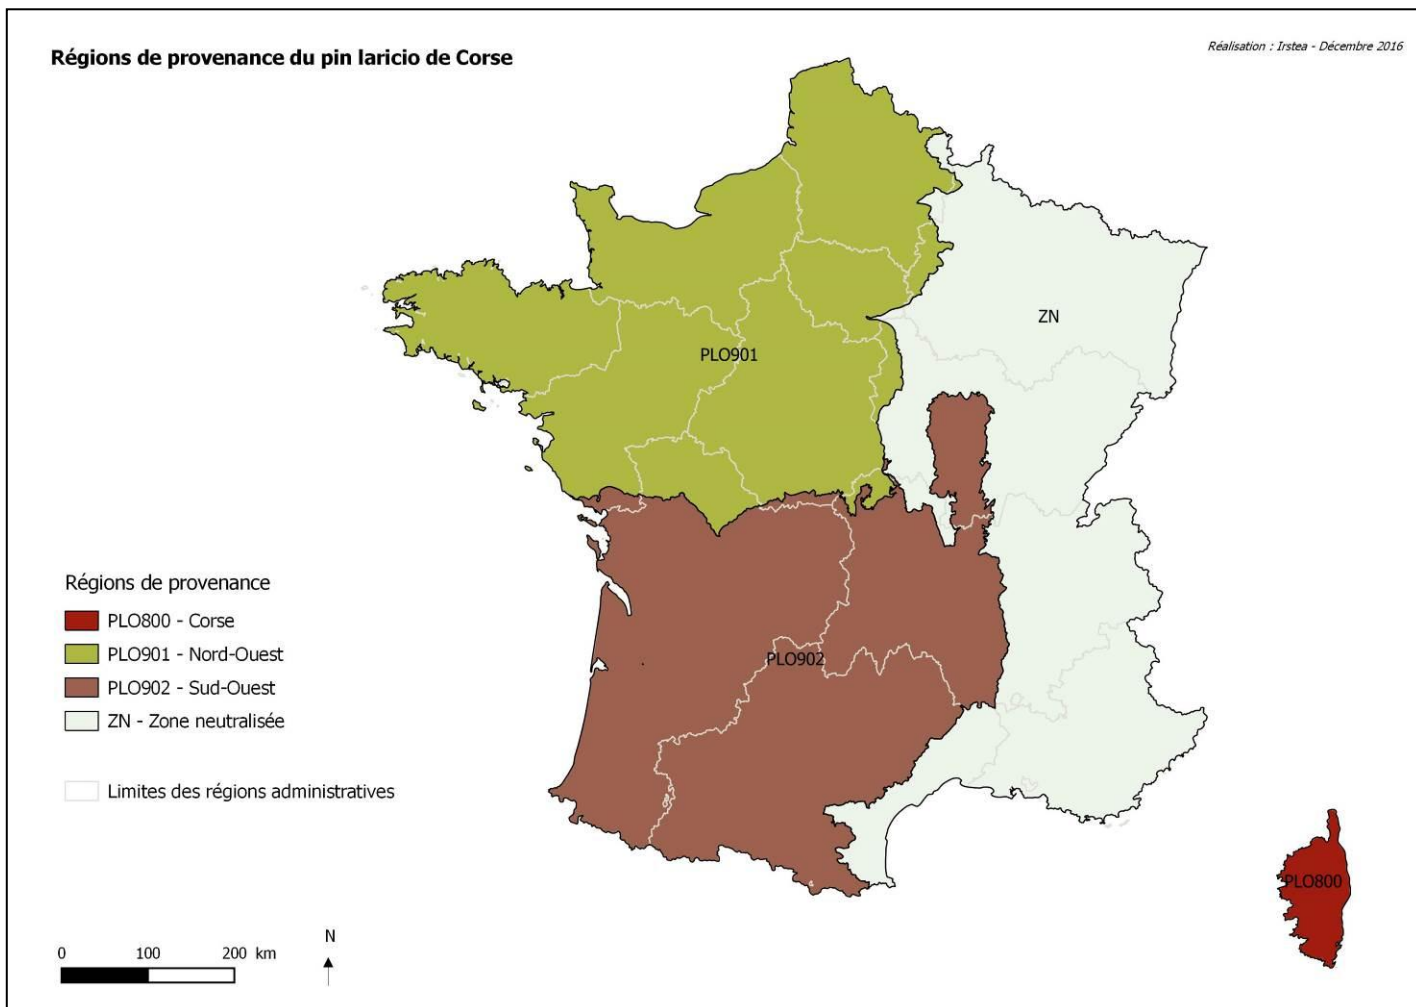 Régions de provenance du pin laricio de Corse
Réalisation : Irstea - Décembre 2016
ZN
PLO901
PLO902
PLO800
Régions de provenance
PLO800 - Corse
PLO901 - Nord-Ouest
PLO902 - Sud-Ouest
ZN - Zone neutralisée
Limites des régions administratives
0 100 200 km
N